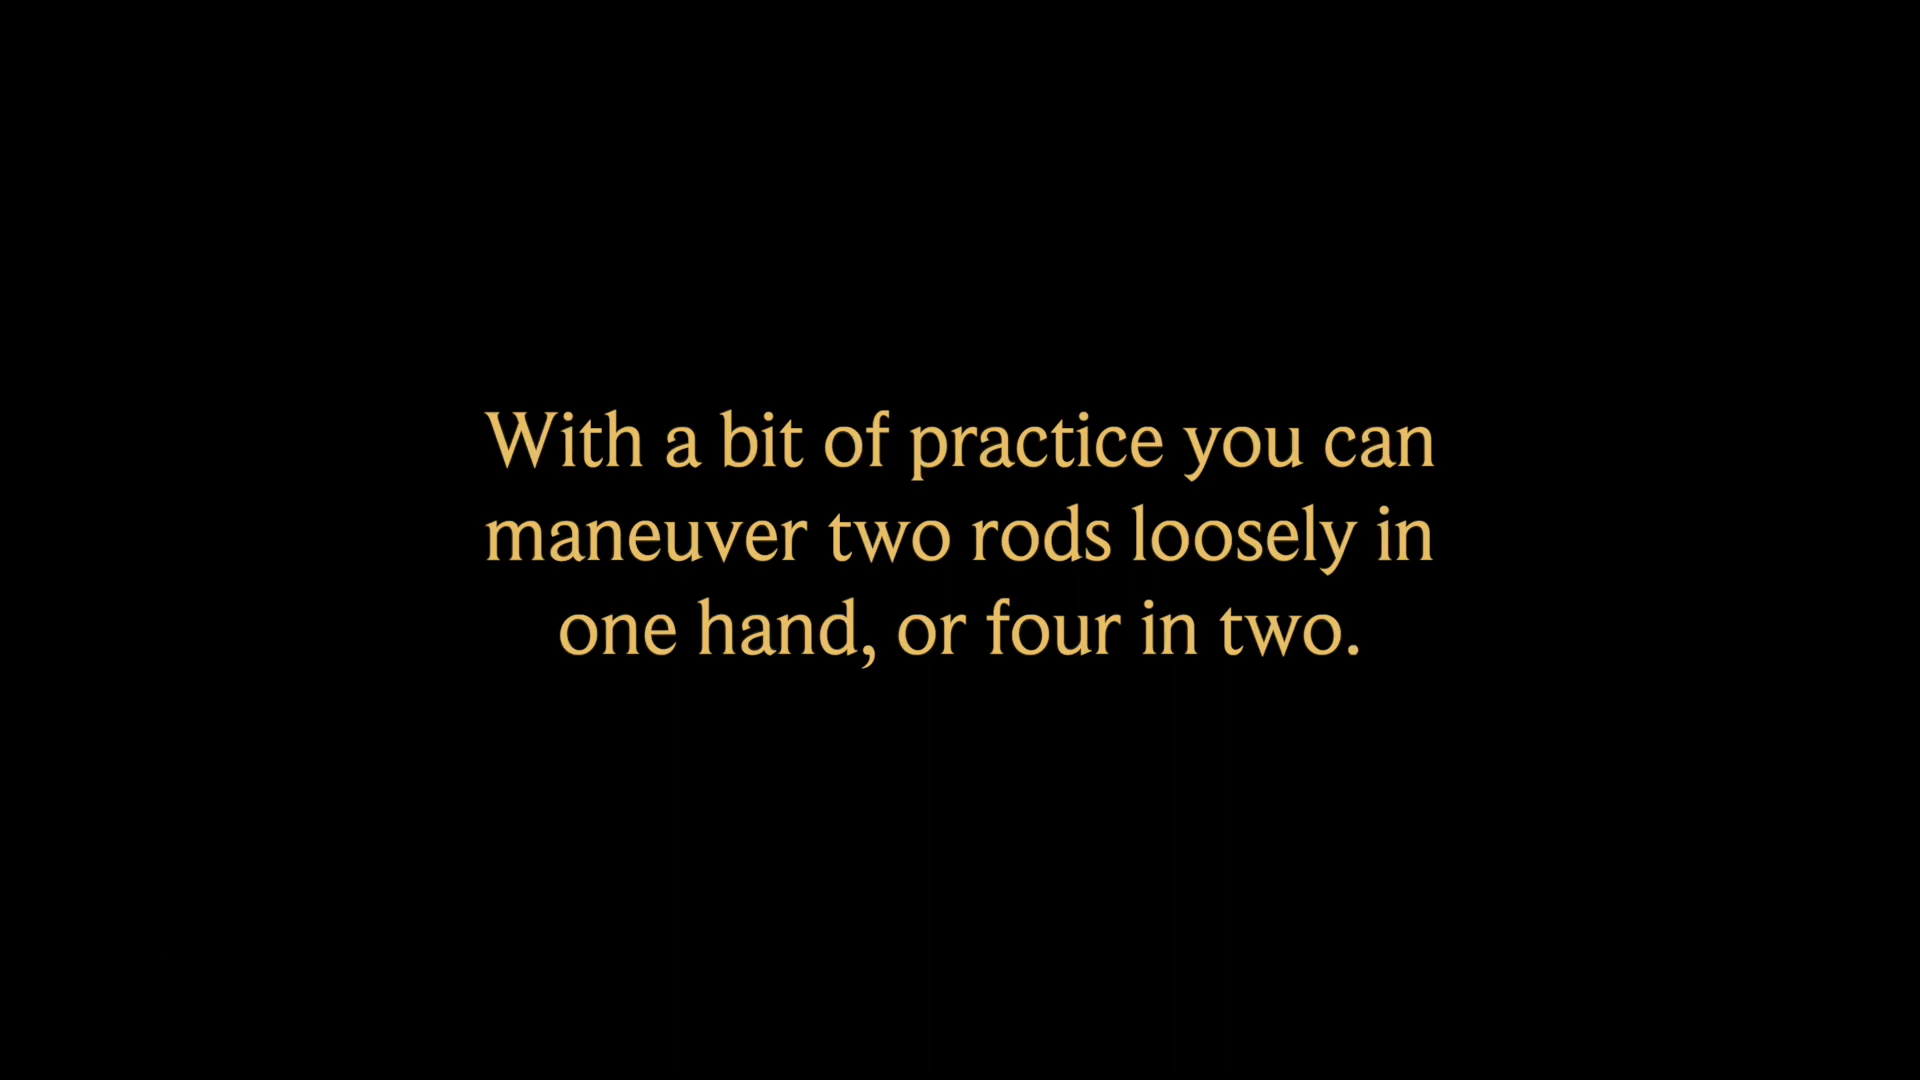 With a bit of practice you can
maneuver two rods loosely in
one hand, or four in two.